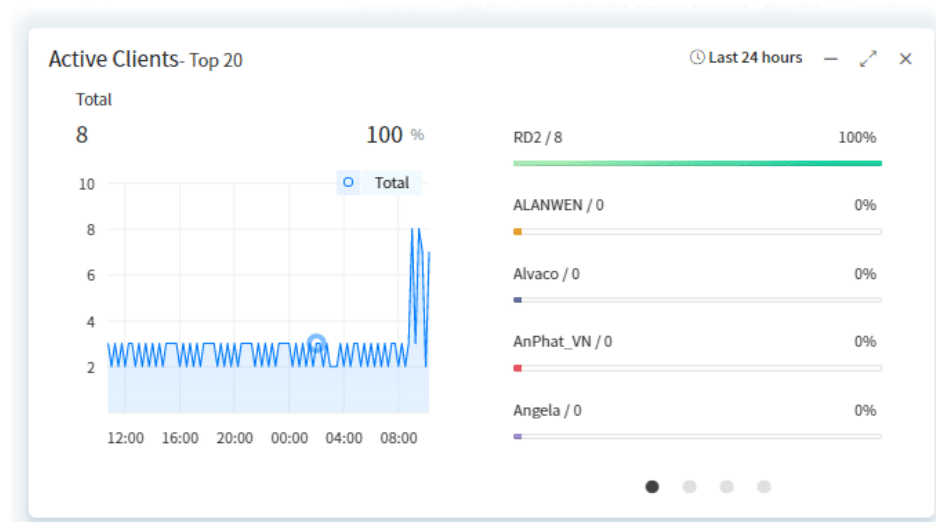 Active Clients- Top 20
Last 24 hours
Total
8
100 %
Total
10
8
6
4
2
12:00 16:00 20:00 00:00 04:00 08:00
RD2 / 8 100%
ALANWEN / 0 0%
Alvaco / 0 0%
AnPhat_VN / 0 0%
Angela / 0 0%